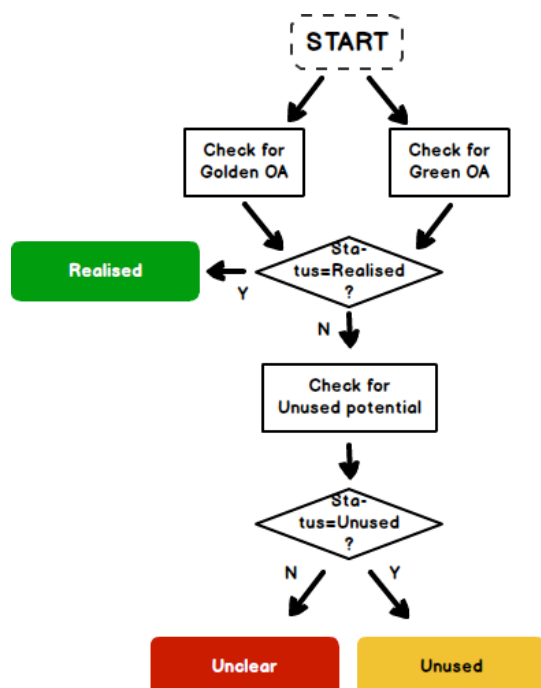 START
Check for
Golden OA
Check for
Green OA
Sta-
tus=Realised
?
Realised
Y
N
Check for
Unused potential
Sta-
tus=Unused
?
N
Y
Unclear
Unused